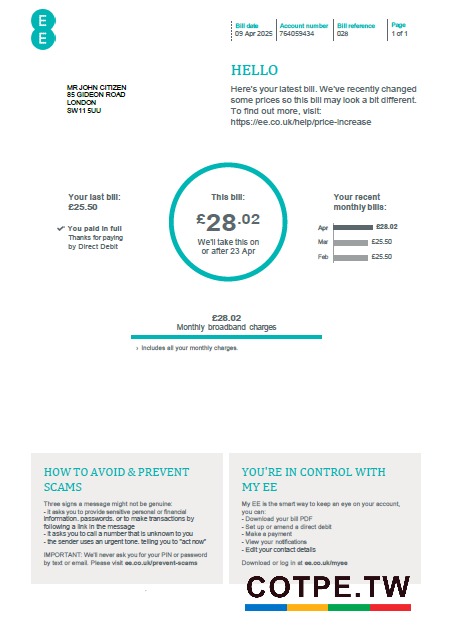 EE
Bill date
09 Apr 2025
Account number
764059434
Bill reference
028
Page
1 of 1
HELLO
MR JOHN CITIZEN
85 GIDEON ROAD
LONDON
SW11 5UU
Here's your latest bill. We've recently changed
some prices so this bill may look a bit different.
To find out more, visit:
https://ee.co.uk/help/price-increase
Your last bill:
£25.50
You paid in full
Thanks for paying
by Direct Debit
This bill:
£28.02
We'll take this on
or after 23 Apr
Your recent
monthly bills:
Apr £28.02
Mar £25.50
Feb £25.50
£28.02
Monthly broadband charges
› Includes all your monthly charges.
HOW TO AVOID & PREVENT
SCAMS
Three signs a message might not be genuine:
- it asks you to provide sensitive personal or financial
information, passwords, or to make transactions by
following a link in the message
- it asks you to call a number that is unknown to you
- the sender uses an urgent tone, telling you to "act now"
IMPORTANT: We'll never ask you for your PIN or password
by text or email. Please visit ee.co.uk/prevent-scams
YOU'RE IN CONTROL WITH
MY EE
My EE is the smart way to keep an eye on your account,
you can:
- Download your bill PDF
- Set up or amend a direct debit
- Make a payment
- View your notifications
- Edit your contact details
Download or log in at ee.co.uk/myee
COTPE.TW